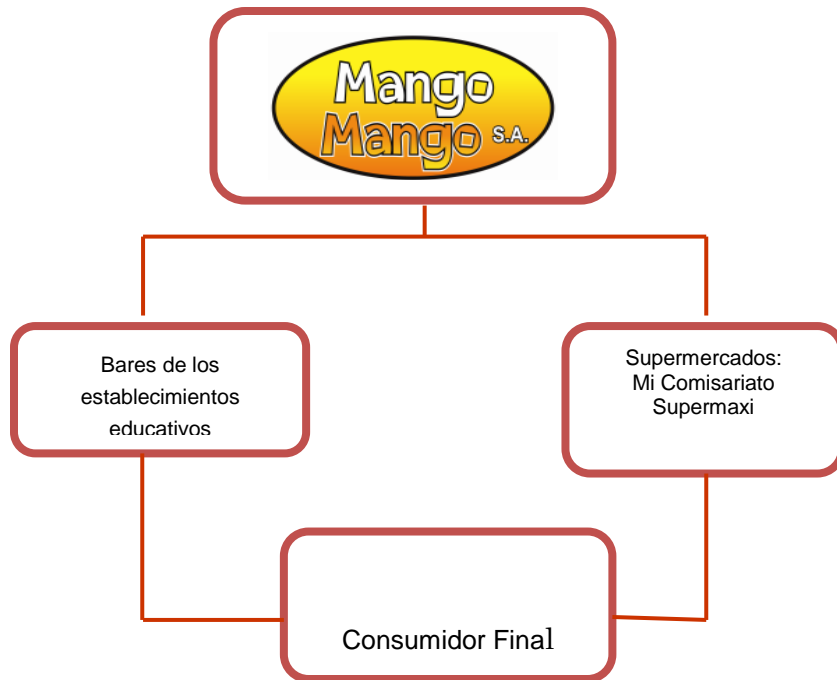 Mango
Mango S.A.
Bares de los
establecimientos
educativos
Supermercados:
Mi Comisariato
Supermaxi
Consumidor Final